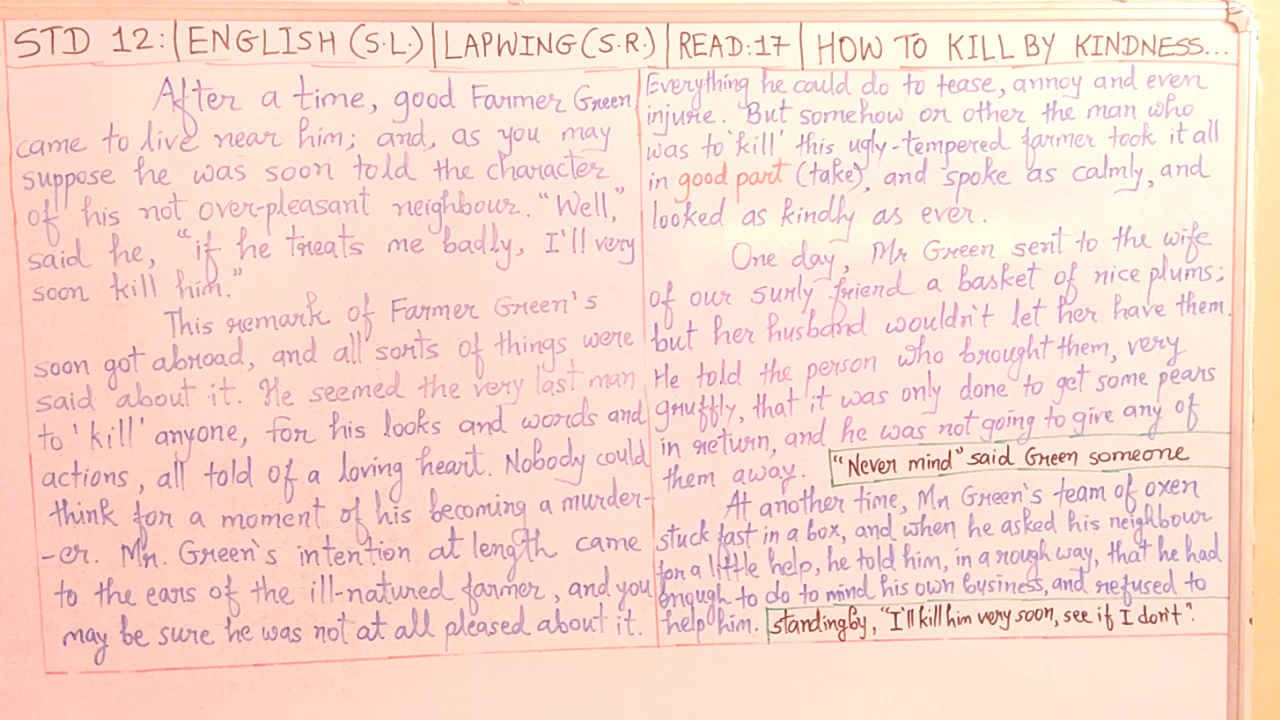 STD 12: | ENGLISH (S.L.) | LAPWING (S.R.) | READ:17 | HOW TO KILL BY KINDNESS...
After a time, good Farmer Green
came to live near him; and, as you may
suppose he was soon told the character
of his not over-pleasant neighbour. "Well,"
said he, "if he treats me badly, I'll very
soon kill him."
This remark of Farmer Green's
soon got abroad, and all sorts of things were
said about it. He seemed the very last man
to 'kill' anyone, for his looks and words and
actions, all told of a loving heart. Nobody could
think for a moment of his becoming a murder-
-er. Mr. Green's intention at length came
to the ears of the ill-natured farmer, and you
may be sure he was not at all pleased about it.
Everything he could do to tease, annoy and even
injure. But somehow or other the man who
was to 'kill' this ugly-tempered farmer took it all
in good part (take), and spoke as calmly, and
looked as kindly as ever.
One day, Mr Green sent to the wife
of our surly friend a basket of nice plums;
but her husband wouldn't let her have them.
He told the person who brought them, very
gruffly, that it was only done to get some pears
in return, and he was not going to give any of
them away. "Never mind" said Green someone
At another time, Mr Green's team of oxen
stuck fast in a box, and when he asked his neighbour
for a little help, he told him, in a rough way, that he had
enough to do to mind his own business, and refused to
help him. standing by, "I'll kill him very soon, see if I don't".